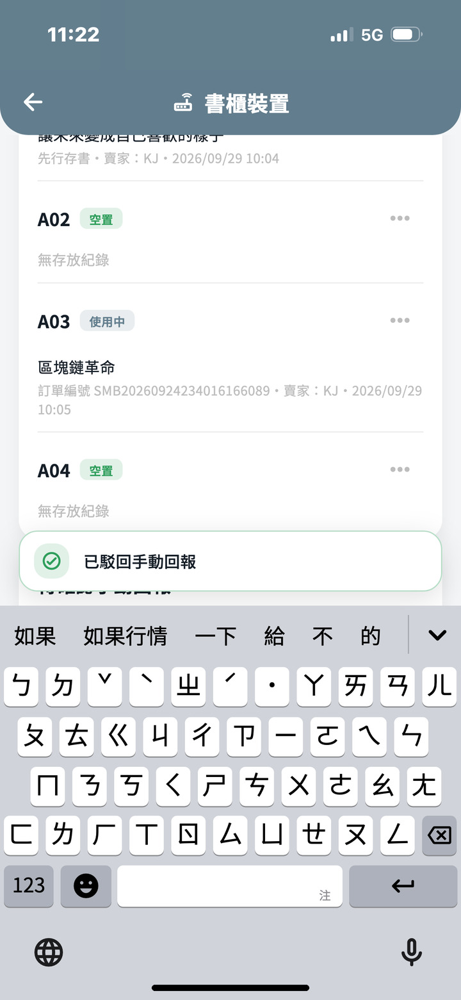 11:22
5G
書櫃裝置
讓未來變成自己喜歡的樣子
先行存書・賣家：KJ・2026/09/29 10:04
A02 空置
無存放紀錄
A03 使用中
區塊鏈革命
訂單編號 SMB20260924234016166089・賣家：KJ・2026/09/29
10:05
A04 空置
無存放紀錄
已駁回手動回報
如果 如果行情 一下 給 不 的
ㄅ ㄉ ˇ ˋ ㄓ ˊ ˙ ㄚ ㄞ ㄢ ㄦ
ㄆ ㄊ ㄍ ㄐ ㄔ ㄗ ㄧ ㄛ ㄟ ㄣ
ㄇ ㄋ ㄎ ㄑ ㄕ ㄘ ㄨ ㄜ ㄠ ㄤ
ㄈ ㄌ ㄏ ㄒ ㄖ ㄙ ㄩ ㄝ ㄡ ㄥ
123
注